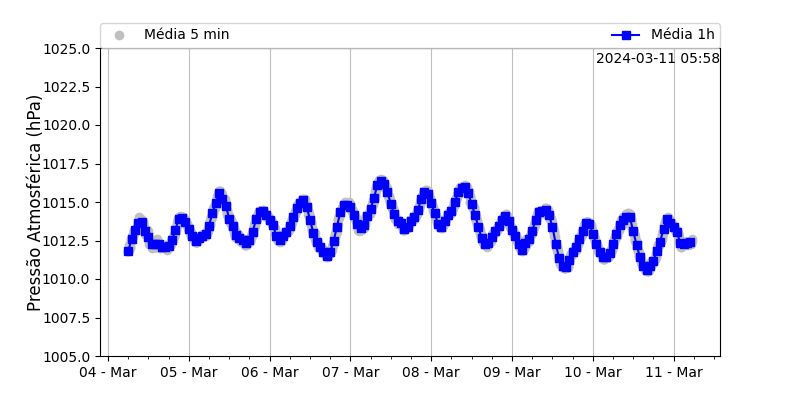 Média 5 min
Média 1h
2024-03-11 05:58
Pressão Atmosférica (hPa)
1025.0
1022.5
1020.0
1017.5
1015.0
1012.5
1010.0
1007.5
1005.0
04 - Mar
05 - Mar
06 - Mar
07 - Mar
08 - Mar
09 - Mar
10 - Mar
11 - Mar